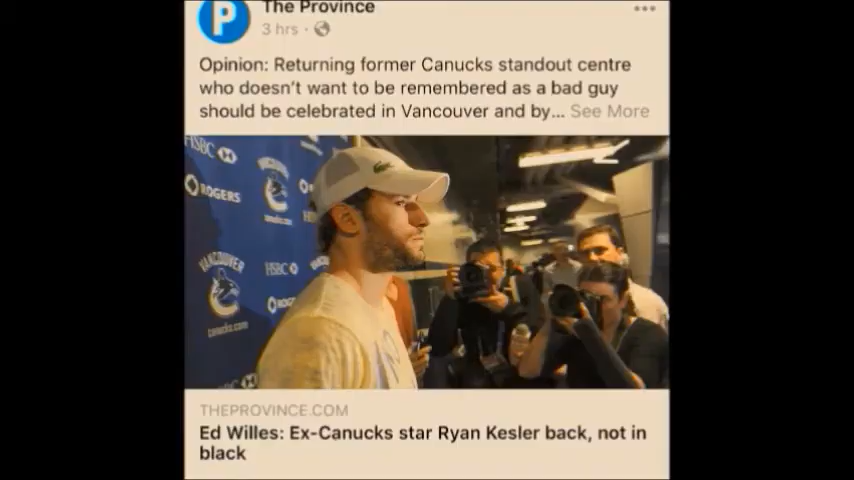 The Province
3 hrs ·
Opinion: Returning former Canucks standout centre
who doesn't want to be remembered as a bad guy
should be celebrated in Vancouver and by... See More
HSBC
ROGERS
VANCOUVER
VANCOUVER
HSBC
canucks.com
THEPROVINCE.COM
Ed Willes: Ex-Canucks star Ryan Kesler back, not in
black